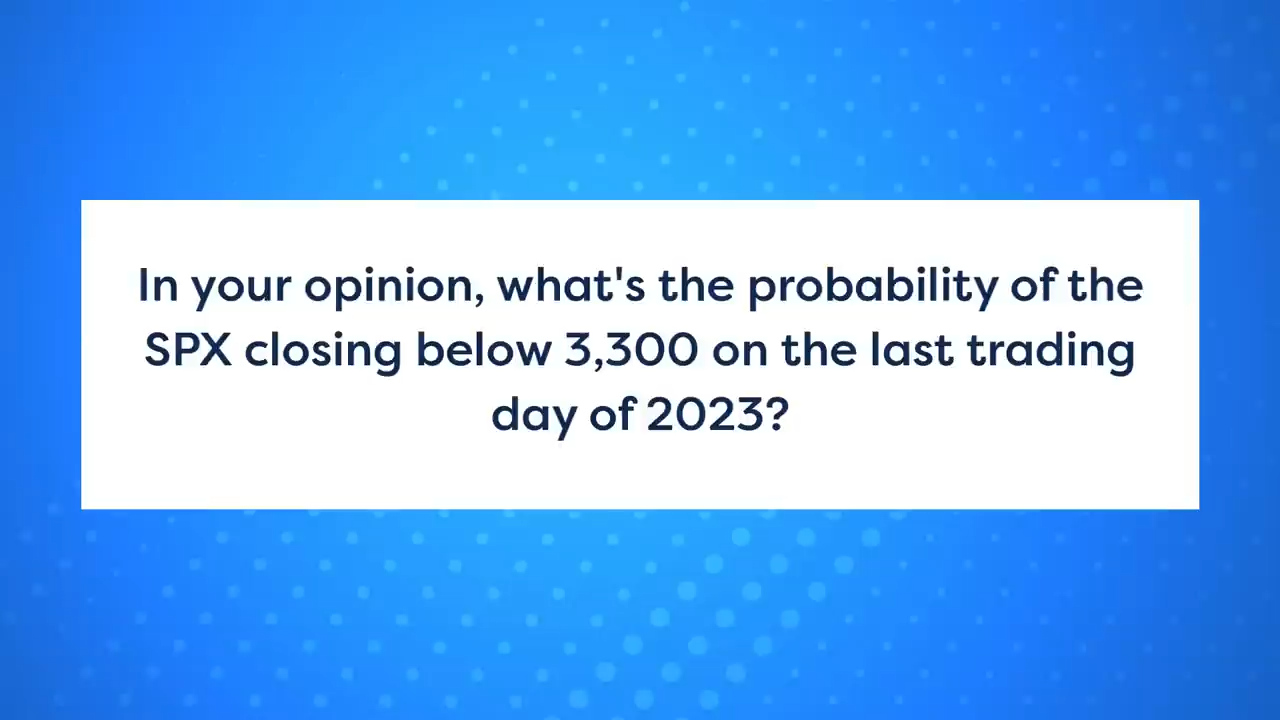 In your opinion, what's the probability of the
SPX closing below 3,300 on the last trading
day of 2023?